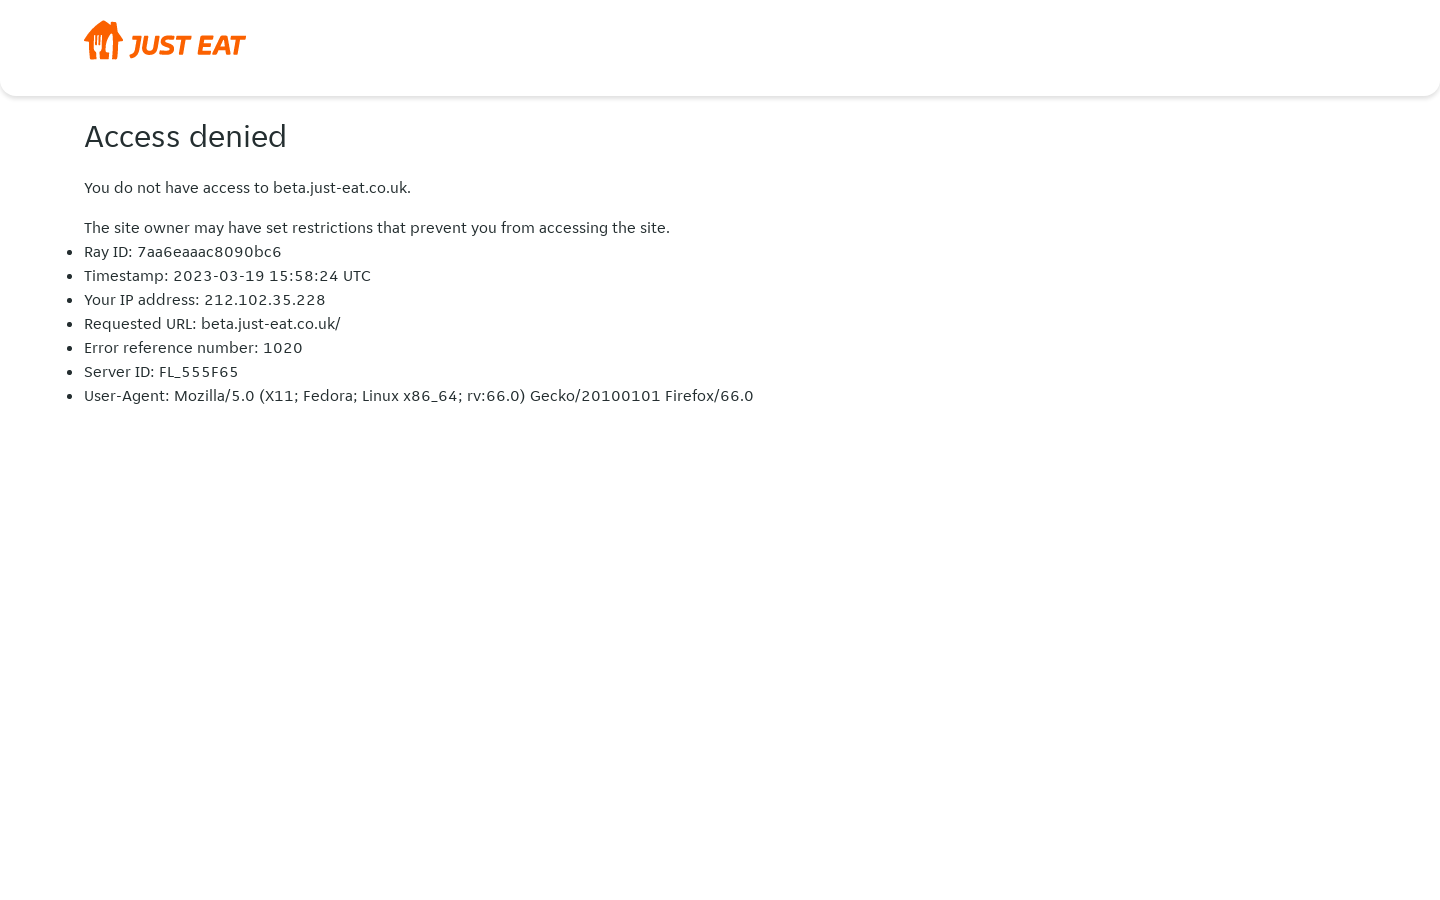 JUST EAT
Access denied
You do not have access to beta.just-eat.co.uk.
The site owner may have set restrictions that prevent you from accessing the site.
Ray ID: 7aa6eaaac8090bc6
Timestamp: 2023-03-19 15:58:24 UTC
Your IP address: 212.102.35.228
Requested URL: beta.just-eat.co.uk/
Error reference number: 1020
Server ID: FL_555F65
User-Agent: Mozilla/5.0 (X11; Fedora; Linux x86_64; rv:66.0) Gecko/20100101 Firefox/66.0